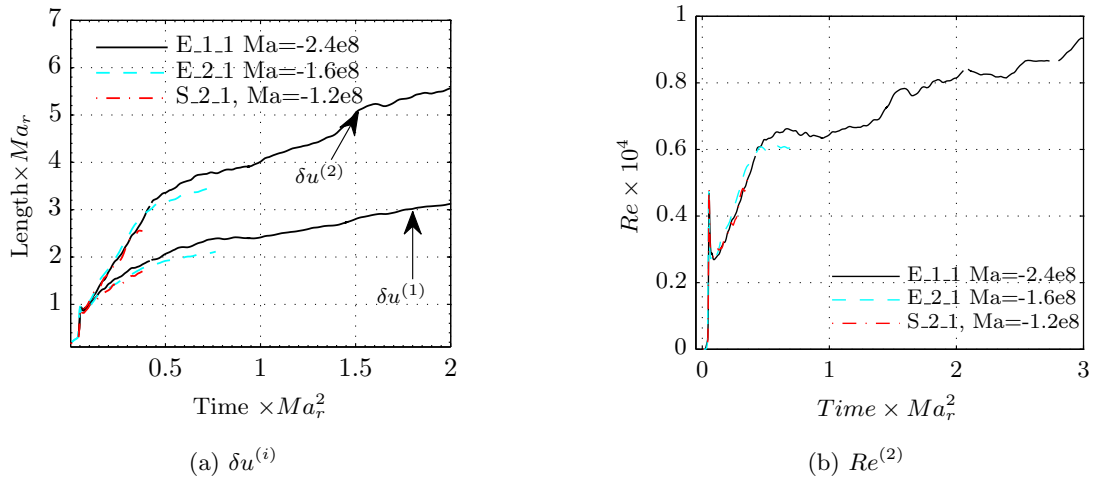 7
6
5
4
3
2
1
Length×Ma_r
E_1_1 Ma=-2.4e8
E_2_1 Ma=-1.6e8
S_2_1, Ma=-1.2e8
δu^(2)
δu^(1)
0.5 1 1.5 2
Time ×Ma_r^2
(a) δu^(i)
1
0.8
0.6
0.4
0.2
0
Re × 10^4
E_1_1 Ma=-2.4e8
E_2_1 Ma=-1.6e8
S_2_1, Ma=-1.2e8
0 1 2 3
Time × Ma_r^2
(b) Re^(2)